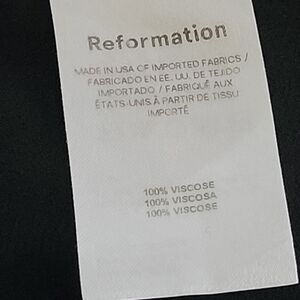 Reformation
MADE IN USA OF IMPORTED FABRICS /
FABRICADO EN EE. UU. DE TEJIDO
IMPORTADO / FABRIQUÉ AUX
ÉTATS-UNIS À PARTIR DE TISSU
IMPORTÉ
100% VISCOSE
100% VISCOSA
100% VISCOSE